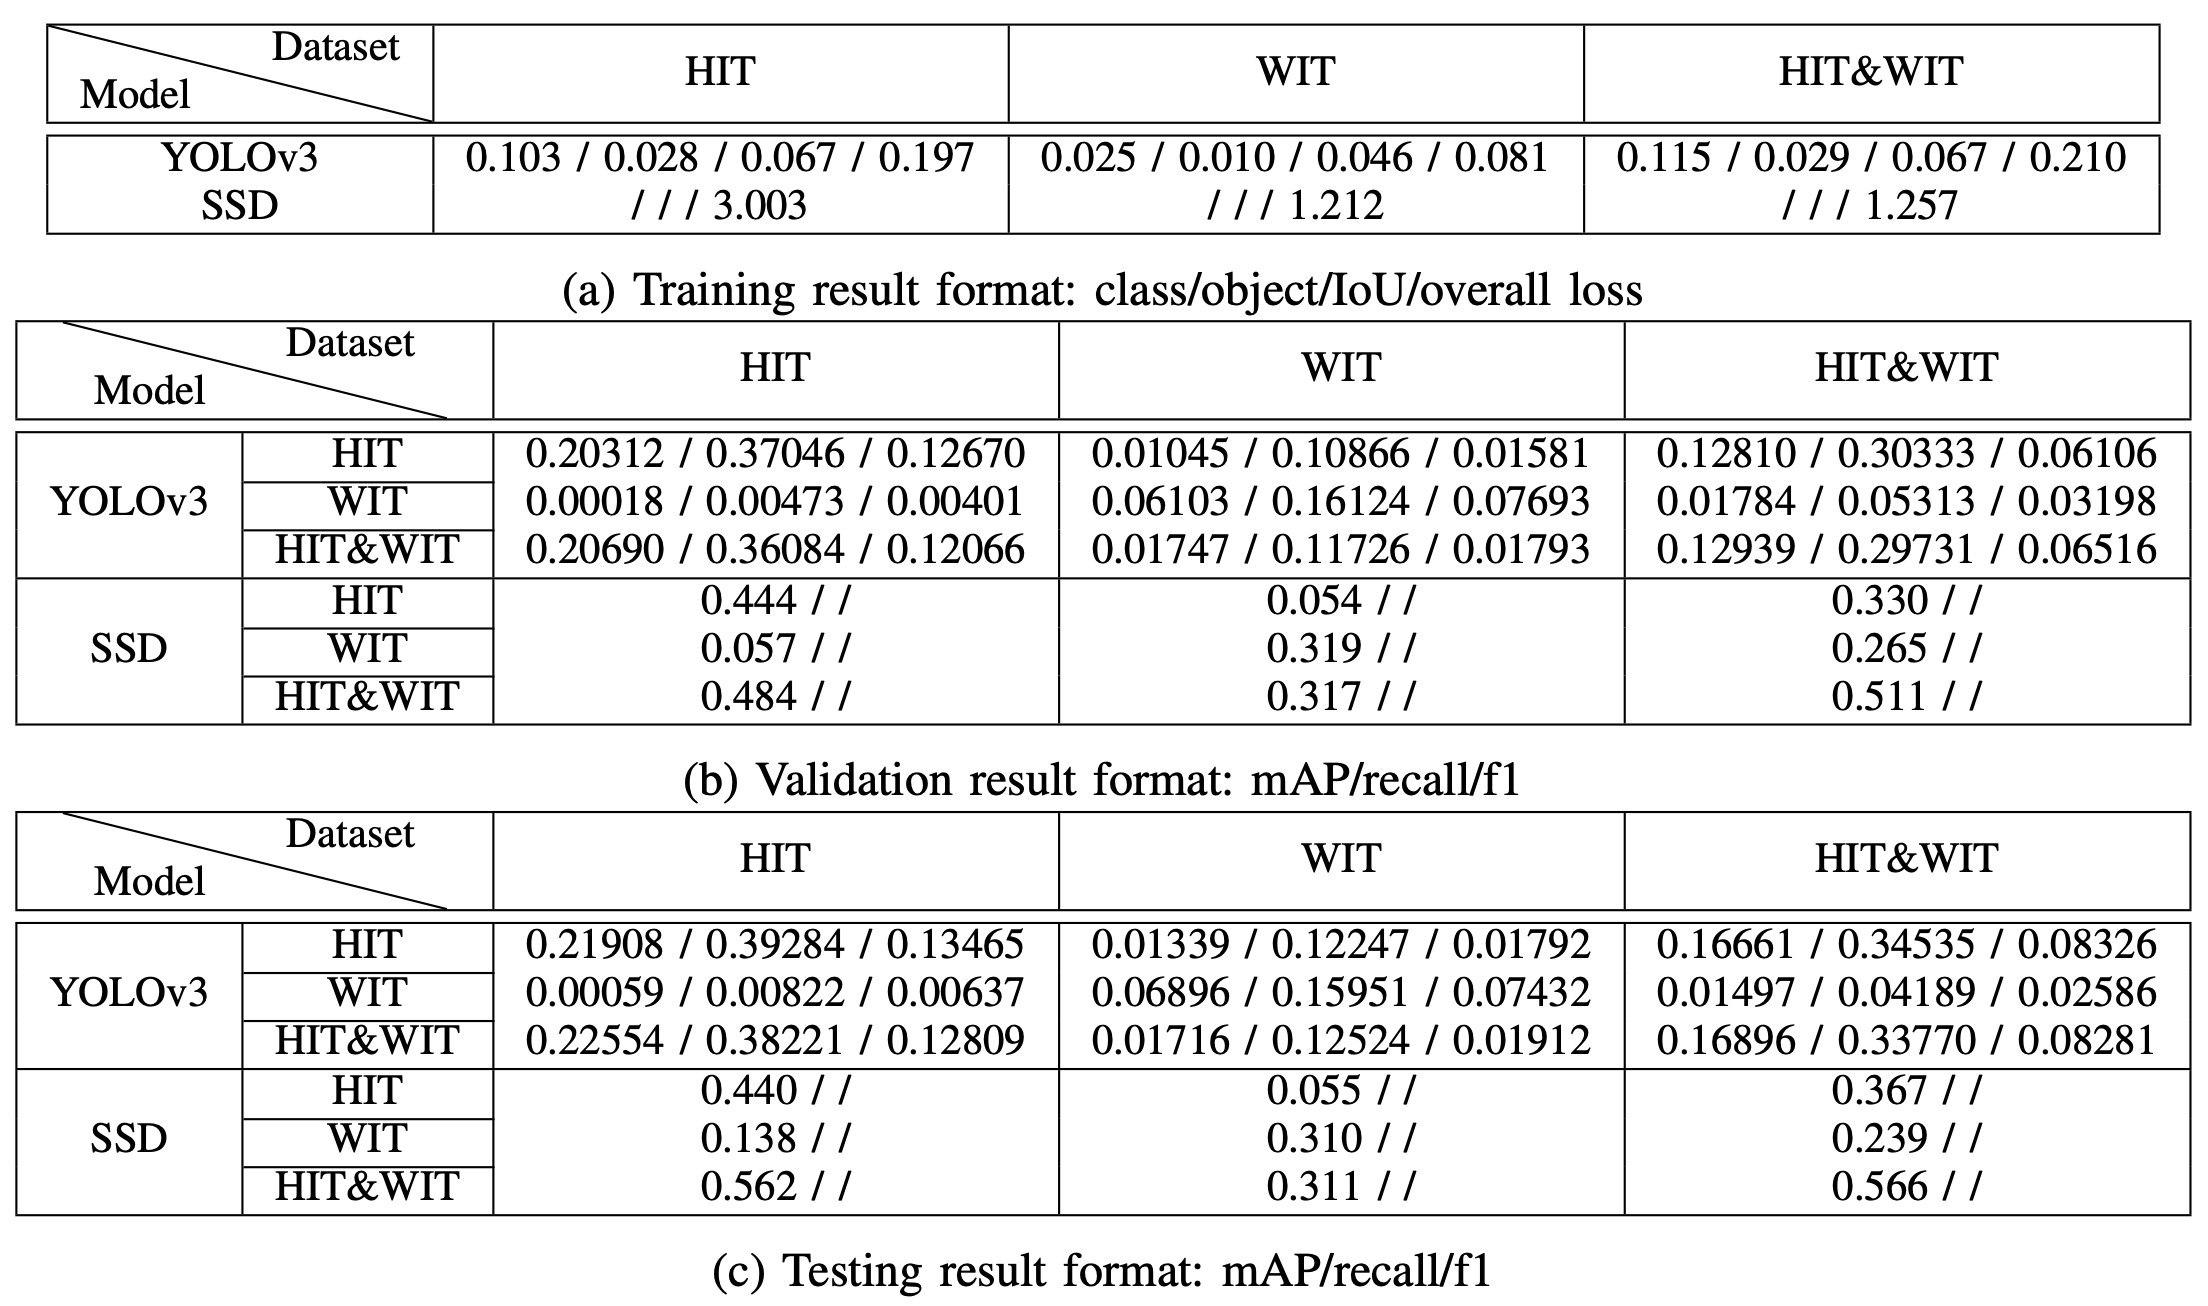 Dataset
Model HIT WIT HIT&WIT
YOLOv3 0.103 / 0.028 / 0.067 / 0.197 0.025 / 0.010 / 0.046 / 0.081 0.115 / 0.029 / 0.067 / 0.210
SSD / / / 3.003 / / / 1.212 / / / 1.257
(a) Training result format: class/object/IoU/overall loss
Dataset
Model HIT WIT HIT&WIT
HIT 0.20312 / 0.37046 / 0.12670 0.01045 / 0.10866 / 0.01581 0.12810 / 0.30333 / 0.06106
YOLOv3 WIT 0.00018 / 0.00473 / 0.00401 0.06103 / 0.16124 / 0.07693 0.01784 / 0.05313 / 0.03198
HIT&WIT 0.20690 / 0.36084 / 0.12066 0.01747 / 0.11726 / 0.01793 0.12939 / 0.29731 / 0.06516
HIT 0.444 / / 0.054 / / 0.330 / /
SSD WIT 0.057 / / 0.319 / / 0.265 / /
HIT&WIT 0.484 / / 0.317 / / 0.511 / /
(b) Validation result format: mAP/recall/f1
Dataset
Model HIT WIT HIT&WIT
HIT 0.21908 / 0.39284 / 0.13465 0.01339 / 0.12247 / 0.01792 0.16661 / 0.34535 / 0.08326
YOLOv3 WIT 0.00059 / 0.00822 / 0.00637 0.06896 / 0.15951 / 0.07432 0.01497 / 0.04189 / 0.02586
HIT&WIT 0.22554 / 0.38221 / 0.12809 0.01716 / 0.12524 / 0.01912 0.16896 / 0.33770 / 0.08281
HIT 0.440 / / 0.055 / / 0.367 / /
SSD WIT 0.138 / / 0.310 / / 0.239 / /
HIT&WIT 0.562 / / 0.311 / / 0.566 / /
(c) Testing result format: mAP/recall/f1